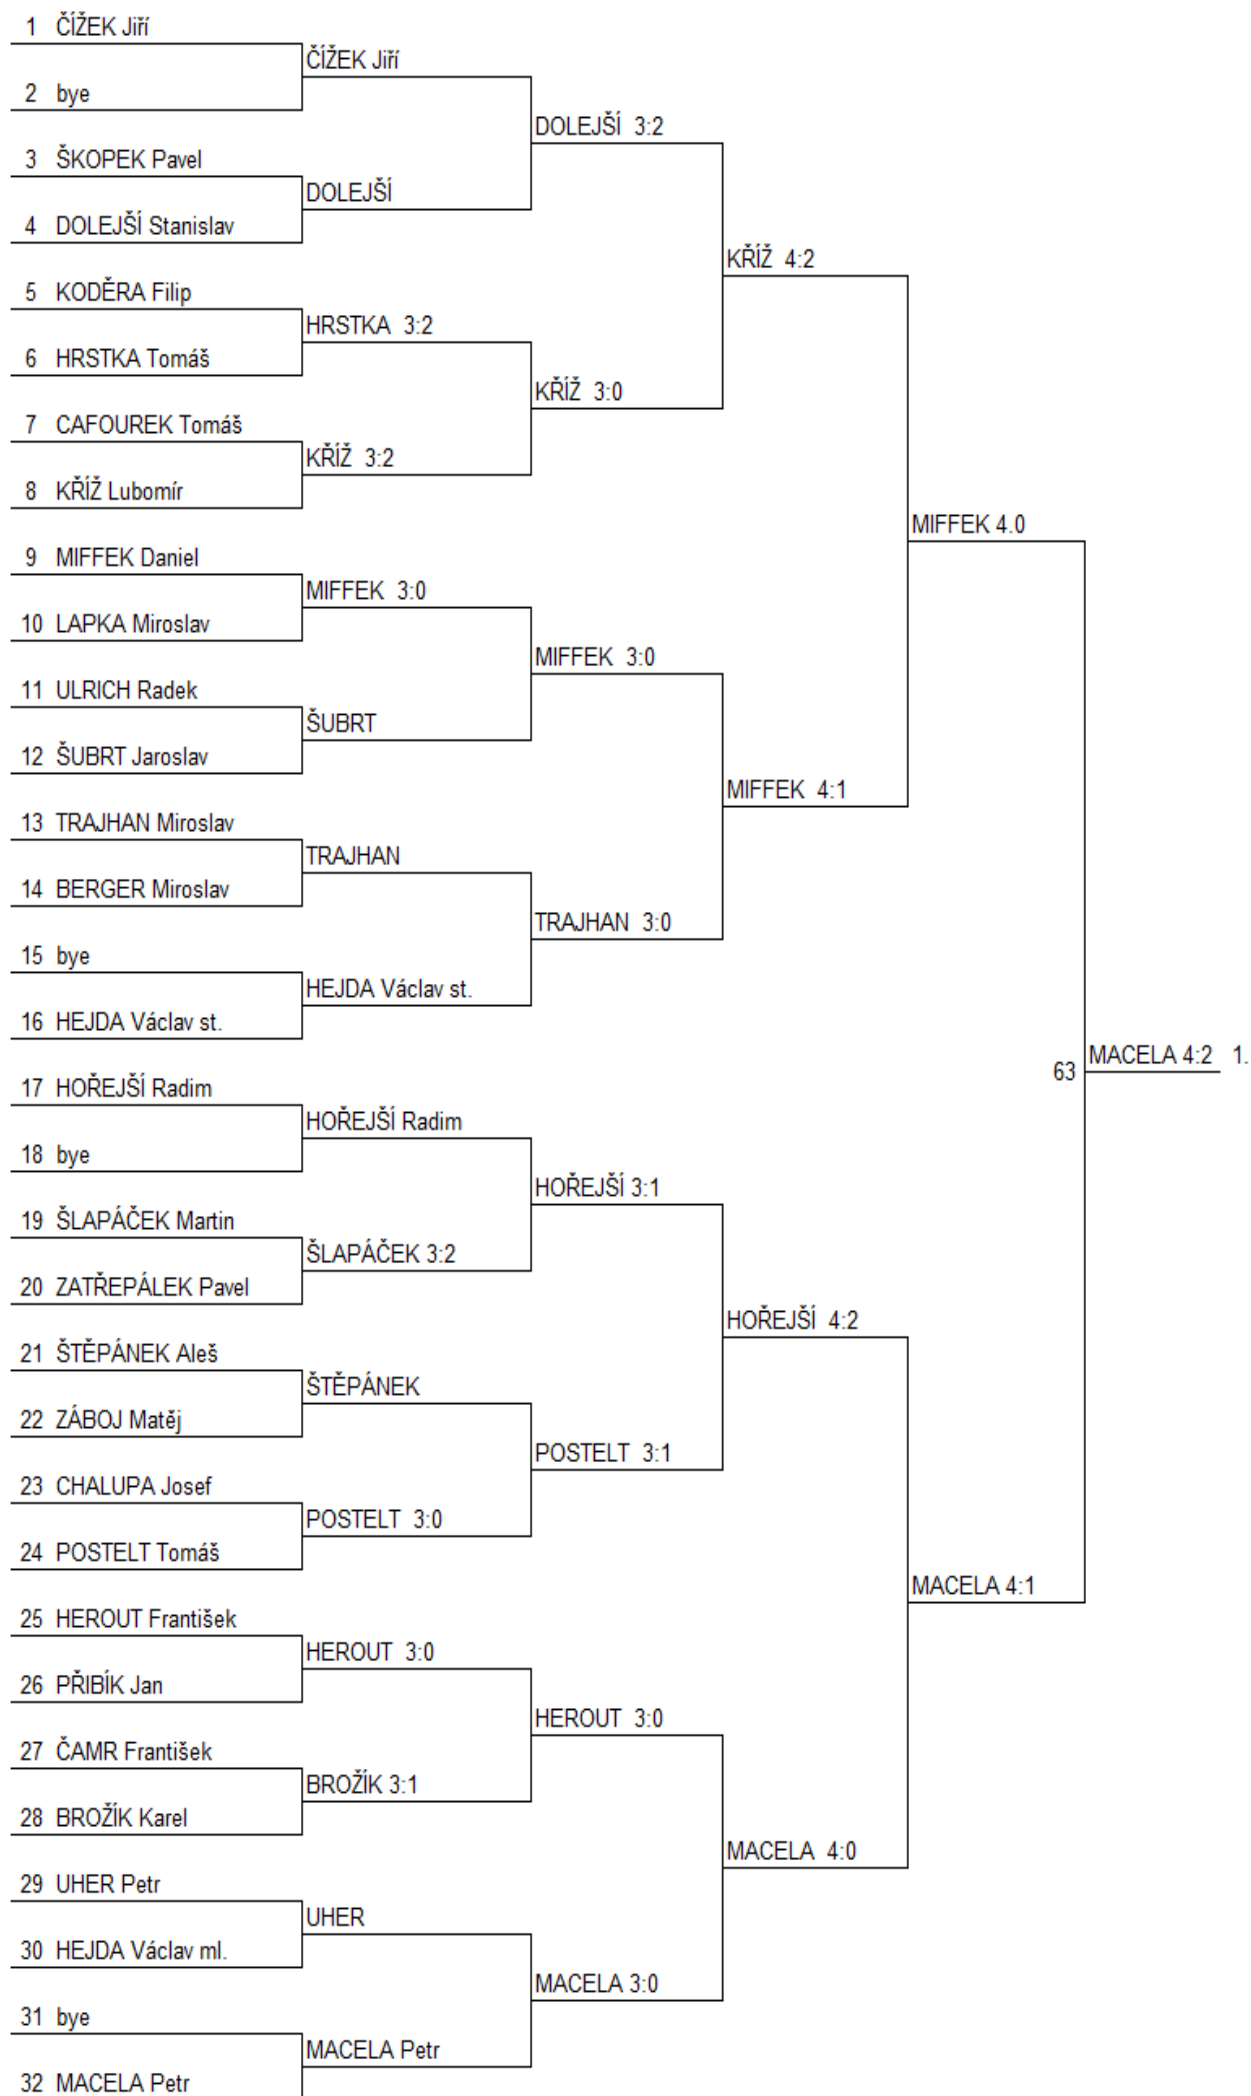 1 ČÍŽEK Jiří
ČÍŽEK Jiří
2 bye
DOLEJŠÍ 3:2
3 ŠKOPEK Pavel
DOLEJŠÍ
4 DOLEJŠÍ Stanislav
KŘÍŽ 4:2
5 KODĚRA Filip
HRSTKA 3:2
6 HRSTKA Tomáš
KŘÍŽ 3:0
7 CAFOUREK Tomáš
KŘÍŽ 3:2
8 KŘÍŽ Lubomír
MIFFEK 4.0
9 MIFFEK Daniel
MIFFEK 3:0
10 LAPKA Miroslav
MIFFEK 3:0
11 ULRICH Radek
ŠUBRT
12 ŠUBRT Jaroslav
MIFFEK 4:1
13 TRAJHAN Miroslav
TRAJHAN
14 BERGER Miroslav
TRAJHAN 3:0
15 bye
HEJDA Václav st.
16 HEJDA Václav st.
MACELA 4:2 1.
63
17 HOŘEJŠÍ Radim
HOŘEJŠÍ Radim
18 bye
HOŘEJŠÍ 3:1
19 ŠLAPÁČEK Martin
ŠLAPÁČEK 3:2
20 ZATŘEPÁLEK Pavel
HOŘEJŠÍ 4:2
21 ŠTĚPÁNEK Aleš
ŠTĚPÁNEK
22 ZÁBOJ Matěj
POSTELT 3:1
23 CHALUPA Josef
POSTELT 3:0
24 POSTELT Tomáš
MACELA 4:1
25 HEROUT František
HEROUT 3:0
26 PŘIBÍK Jan
HEROUT 3:0
27 ČAMR František
BROŽÍK 3:1
28 BROŽÍK Karel
MACELA 4:0
29 UHER Petr
UHER
30 HEJDA Václav ml.
MACELA 3:0
31 bye
MACELA Petr
32 MACELA Petr